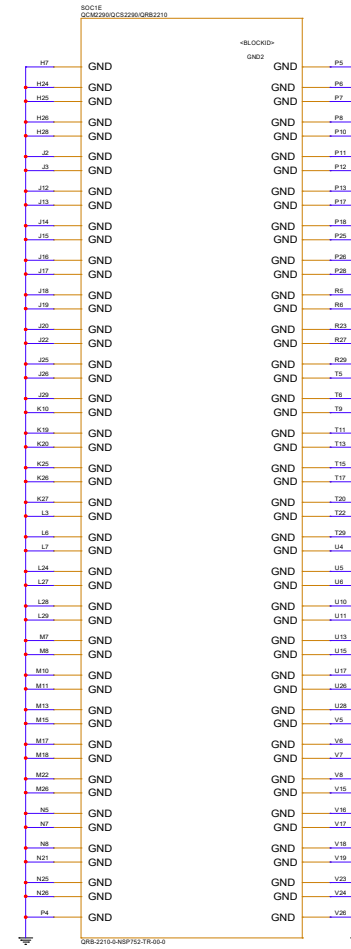 SOC1E
QCM2290/QCS2290/QRB2210
<BLOCKID>
GND2
H7 GND GND P5
H24 GND GND P6
H25 GND GND P7
H26 GND GND P8
H28 GND GND P10
J2 GND GND P11
J3 GND GND P12
J12 GND GND P13
J13 GND GND P17
J14 GND GND P18
J15 GND GND P25
J16 GND GND P26
J17 GND GND P28
J18 GND GND R5
J19 GND GND R6
J20 GND GND R23
J22 GND GND R27
J25 GND GND R29
J26 GND GND T5
J29 GND GND T6
K10 GND GND T9
K19 GND GND T11
K20 GND GND T13
K25 GND GND T15
K26 GND GND T17
K27 GND GND T20
L3 GND GND T22
L6 GND GND T29
L7 GND GND U4
L24 GND GND U5
L27 GND GND U6
L28 GND GND U10
L29 GND GND U11
M7 GND GND U13
M8 GND GND U15
M10 GND GND U17
M11 GND GND U26
M13 GND GND U28
M15 GND GND V5
M17 GND GND V6
M18 GND GND V7
M22 GND GND V8
M26 GND GND V15
N5 GND GND V16
N7 GND GND V17
N8 GND GND V18
N21 GND GND V19
N25 GND GND V23
N26 GND GND V24
P4 GND GND V26
QRB-2210-0-NSP752-TR-00-0